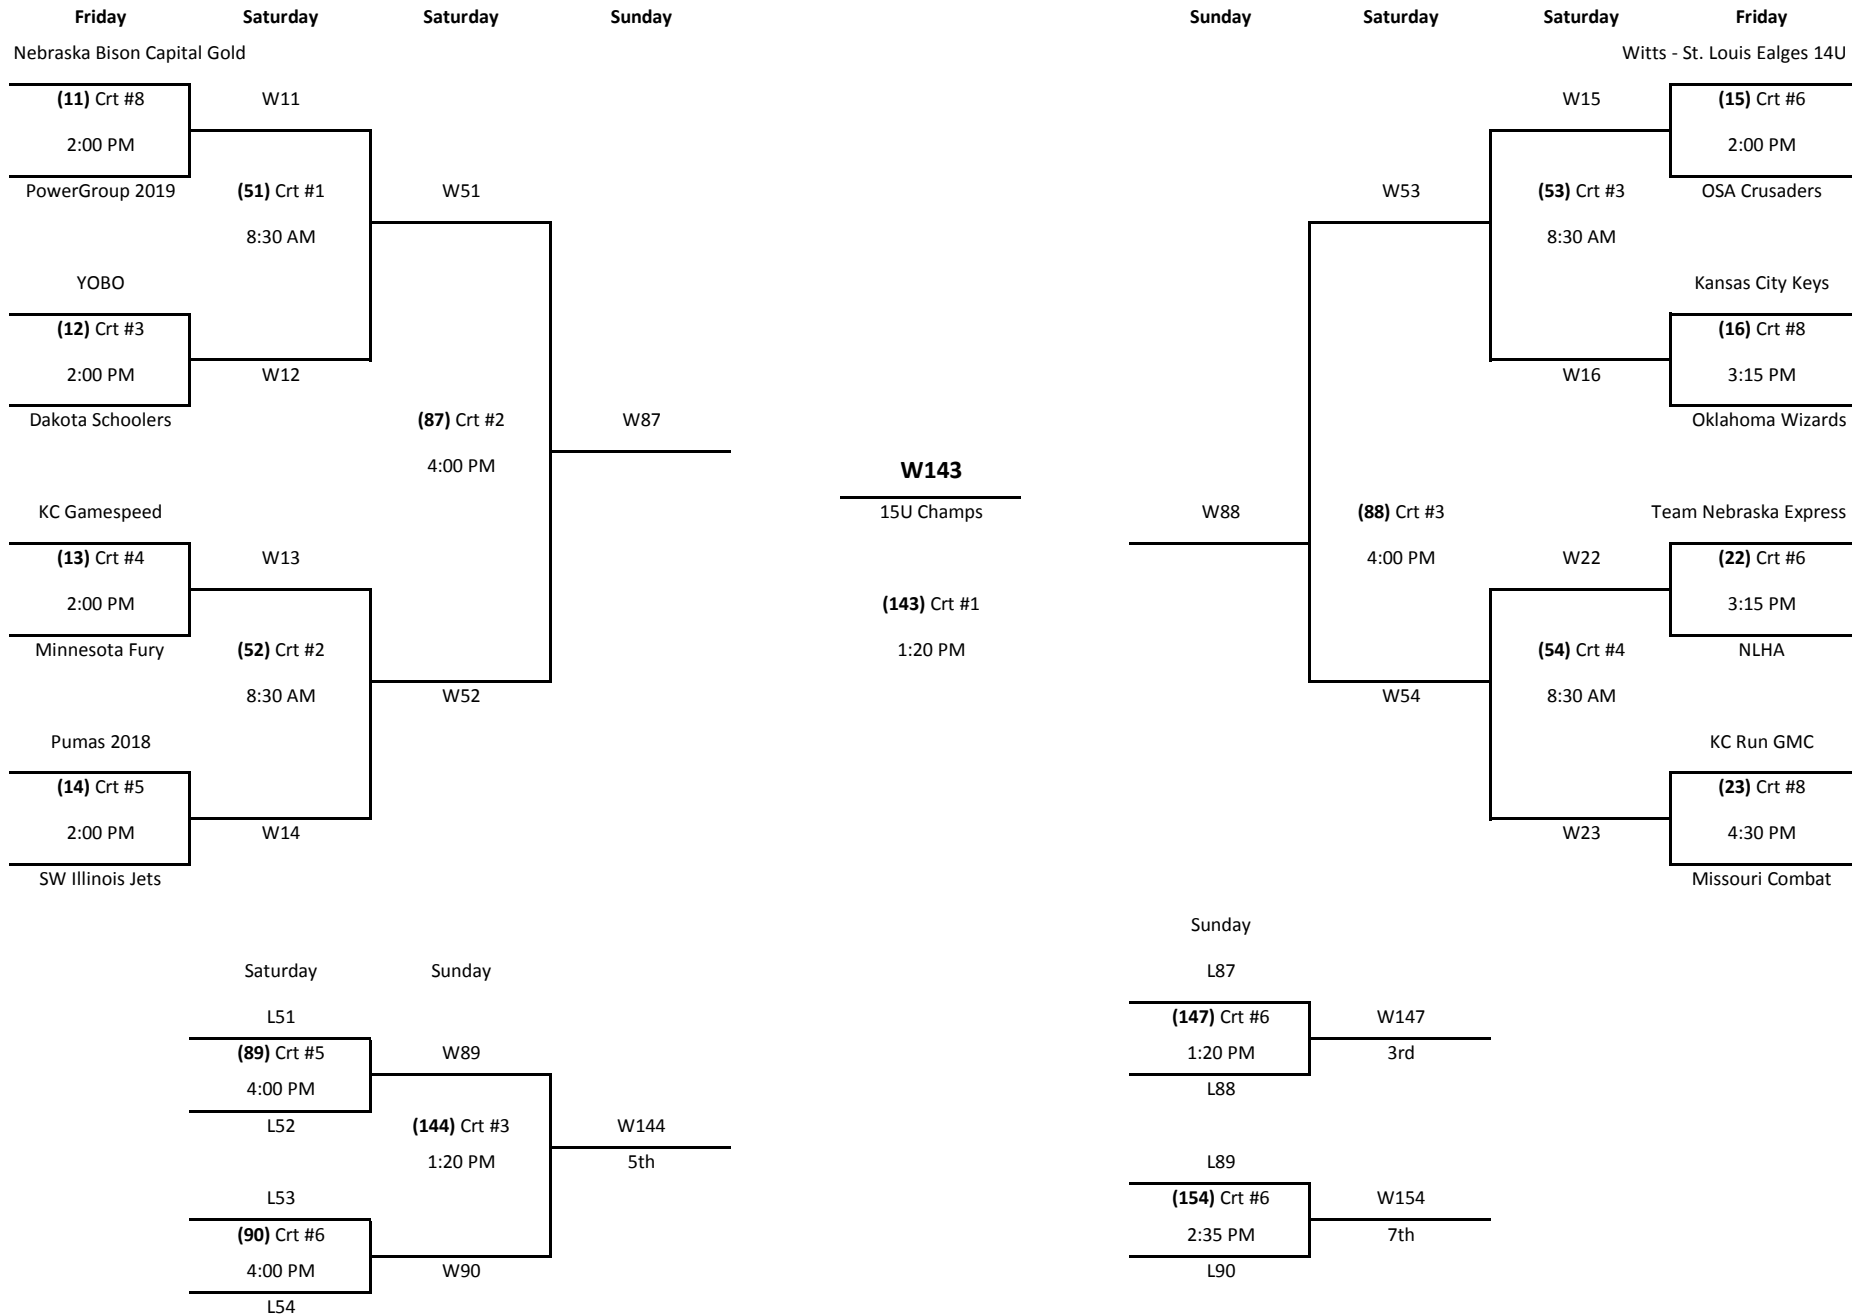 Friday Saturday Saturday Sunday Sunday Saturday Saturday Friday
Nebraska Bison Capital Gold Witts - St. Louis Ealges 14U
(11) Crt #8 W11 W15 (15) Crt #6
2:00 PM 2:00 PM
PowerGroup 2019 (51) Crt #1 W51 W53 (53) Crt #3 OSA Crusaders
8:30 AM 8:30 AM
YOBO Kansas City Keys
(12) Crt #3 (16) Crt #8
2:00 PM W12 W16 3:15 PM
Dakota Schoolers (87) Crt #2 W87 Oklahoma Wizards
4:00 PM W143
KC Gamespeed 15U Champs W88 (88) Crt #3 Team Nebraska Express
(13) Crt #4 W13 4:00 PM W22 (22) Crt #6
2:00 PM (143) Crt #1 3:15 PM
Minnesota Fury (52) Crt #2 1:20 PM (54) Crt #4 NLHA
8:30 AM W52 W54 8:30 AM
Pumas 2018 KC Run GMC
(14) Crt #5 (23) Crt #8
2:00 PM W14 W23 4:30 PM
SW Illinois Jets Missouri Combat
Sunday
Saturday Sunday L87
L51 (147) Crt #6 W147
(89) Crt #5 W89 1:20 PM 3rd
4:00 PM L88
L52 (144) Crt #3 W144
1:20 PM 5th L89
L53 (154) Crt #6 W154
(90) Crt #6 2:35 PM 7th
4:00 PM W90 L90
L54